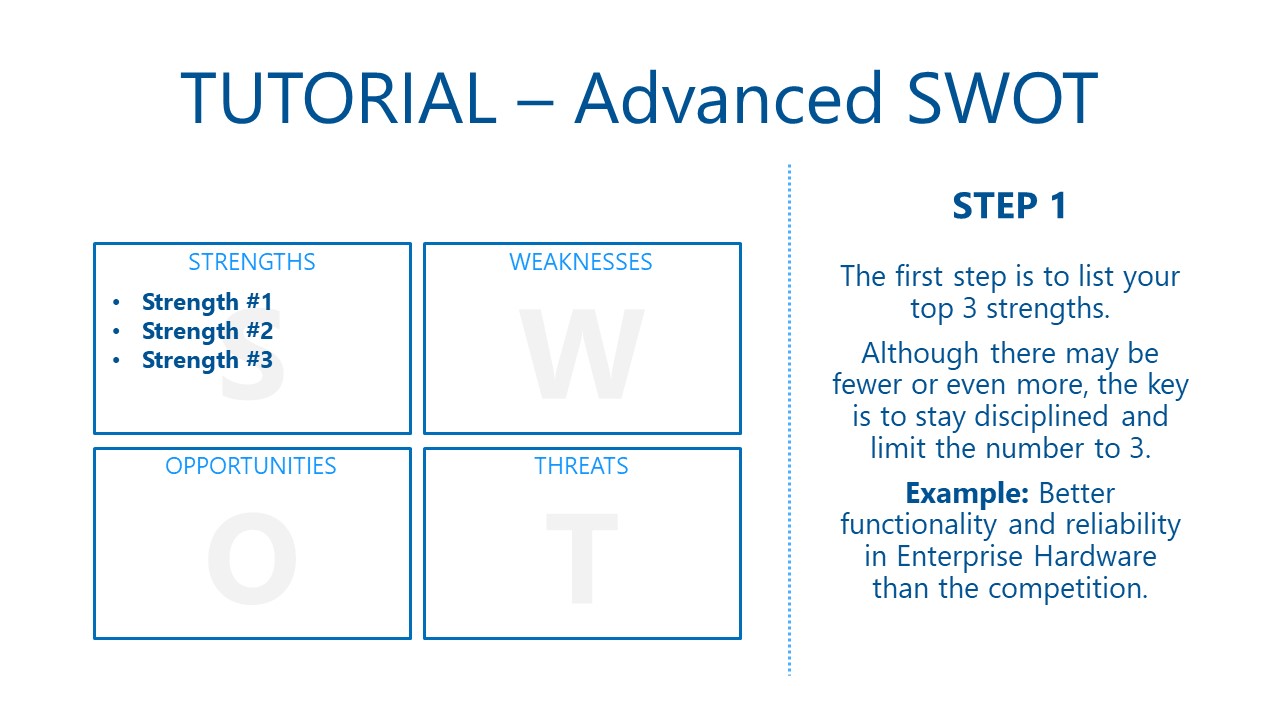 TUTORIAL – Advanced SWOT
STRENGTHS
• Strength #1
• Strength #2
• Strength #3
S
WEAKNESSES
W
OPPORTUNITIES
O
THREATS
T
STEP 1
The first step is to list your
top 3 strengths.
Although there may be
fewer or even more, the key
is to stay disciplined and
limit the number to 3.
Example: Better
functionality and reliability
in Enterprise Hardware
than the competition.